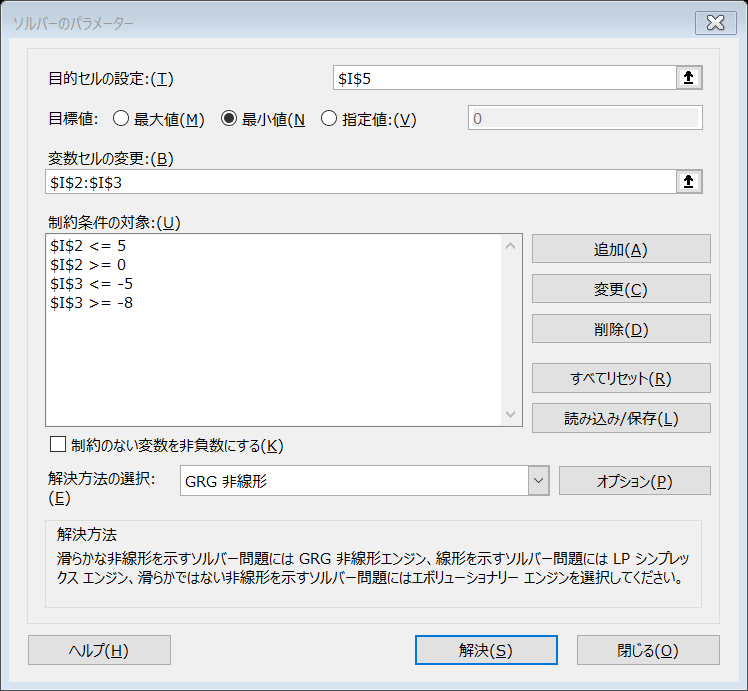 ソルバーのパラメーター
目的セルの設定:(T)
$I$5
目標値:
最大値(M)
最小値(N
指定値:(V)
0
変数セルの変更:(B)
$I$2:$I$3
制約条件の対象:(U)
$I$2 <= 5
$I$2 >= 0
$I$3 <= -5
$I$3 >= -8
追加(A)
変更(C)
削除(D)
すべてリセット(R)
読み込み/保存(L)
制約のない変数を非負数にする(K)
解決方法の選択:
(E)
GRG 非線形
オプション(P)
解決方法
滑らかな非線形を示すソルバー問題には GRG 非線形エンジン、線形を示すソルバー問題には LP シンプレッ
クス エンジン、滑らかではない非線形を示すソルバー問題にはエボリューショナリー エンジンを選択してください。
ヘルプ(H)
解決(S)
閉じる(O)